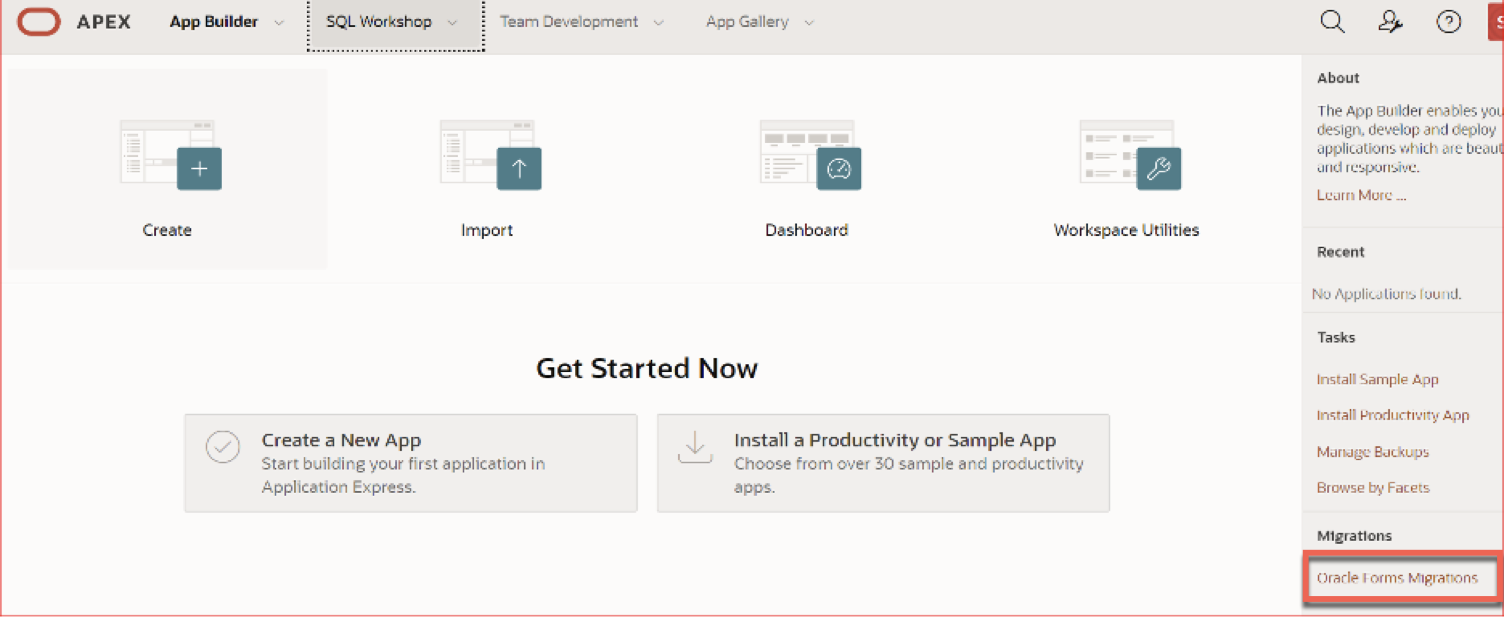 APEX App Builder SQL Workshop Team Development App Gallery
Create
Import
Dashboard
Workspace Utilities
Get Started Now
Create a New App
Start building your first application in
Application Express.
Install a Productivity or Sample App
Choose from over 30 sample and productivity
apps.
About
The App Builder enables you
design, develop and deploy
applications which are beaut
and responsive.
Learn More ...
Recent
No Applications found.
Tasks
Install Sample App
Install Productivity App
Manage Backups
Browse by Facets
Migrations
Oracle Forms Migrations